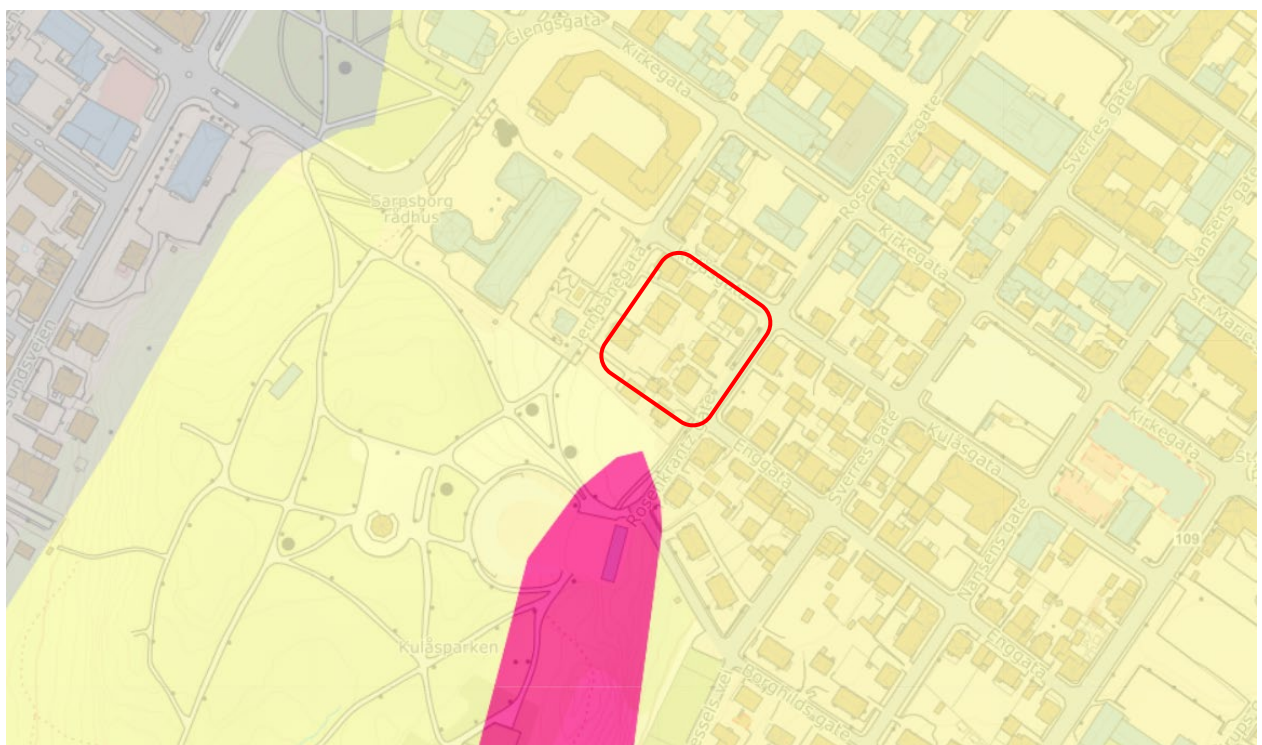 Glengsgata
Kirkegata
Sverres gate
Rosenkrantz gate
Nansens gate
Sarpsborg
rådhus
Kirkegata
Jernbanegata
St. Marie
Kirkegata
Kulåsgata
Enggata
Sverres gate
Rosenkrantz gate
109
Nansens gate
Kulåsparken
Enggata
Borghilds gate